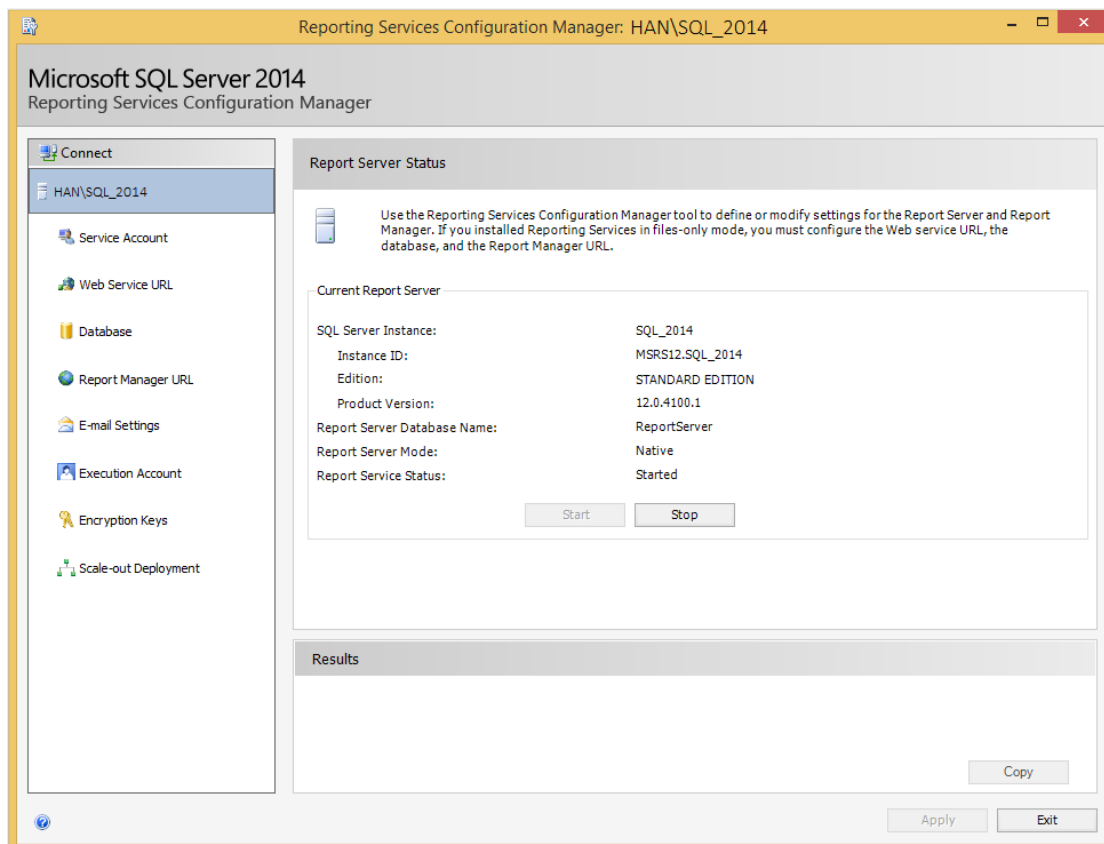 Reporting Services Configuration Manager: HAN\SQL_2014
Microsoft SQL Server 2014
Reporting Services Configuration Manager
Connect
HAN\SQL_2014
Service Account
Web Service URL
Database
Report Manager URL
E-mail Settings
Execution Account
Encryption Keys
Scale-out Deployment
Report Server Status
Use the Reporting Services Configuration Manager tool to define or modify settings for the Report Server and Report
Manager. If you installed Reporting Services in files-only mode, you must configure the Web service URL, the
database, and the Report Manager URL.
Current Report Server
SQL Server Instance: SQL_2014
Instance ID: MSRS12.SQL_2014
Edition: STANDARD EDITION
Product Version: 12.0.4100.1
Report Server Database Name: ReportServer
Report Server Mode: Native
Report Service Status: Started
Start Stop
Results
Copy
Apply Exit